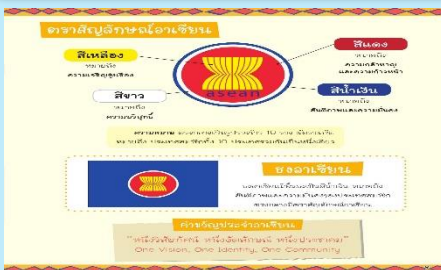 ตราสัญลักษณ์อาเซียน
สีเหลือง
หมายถึง
ความเจริญรุ่งเรือง
สีแดง
หมายถึง
ความกล้าหาญ
และความก้าวหน้า
asean
สีขาว
หมายถึง
ความบริสุทธิ์
สีน้ำเงิน
หมายถึง
สันติภาพและความมั่นคง
ธงอาเซียน
คำขวัญประจำอาเซียน
"หนึ่งวิสัยทัศน์ หนึ่งอัตลักษณ์ หนึ่งประชาคม"
One Vision, One Identity, One Community